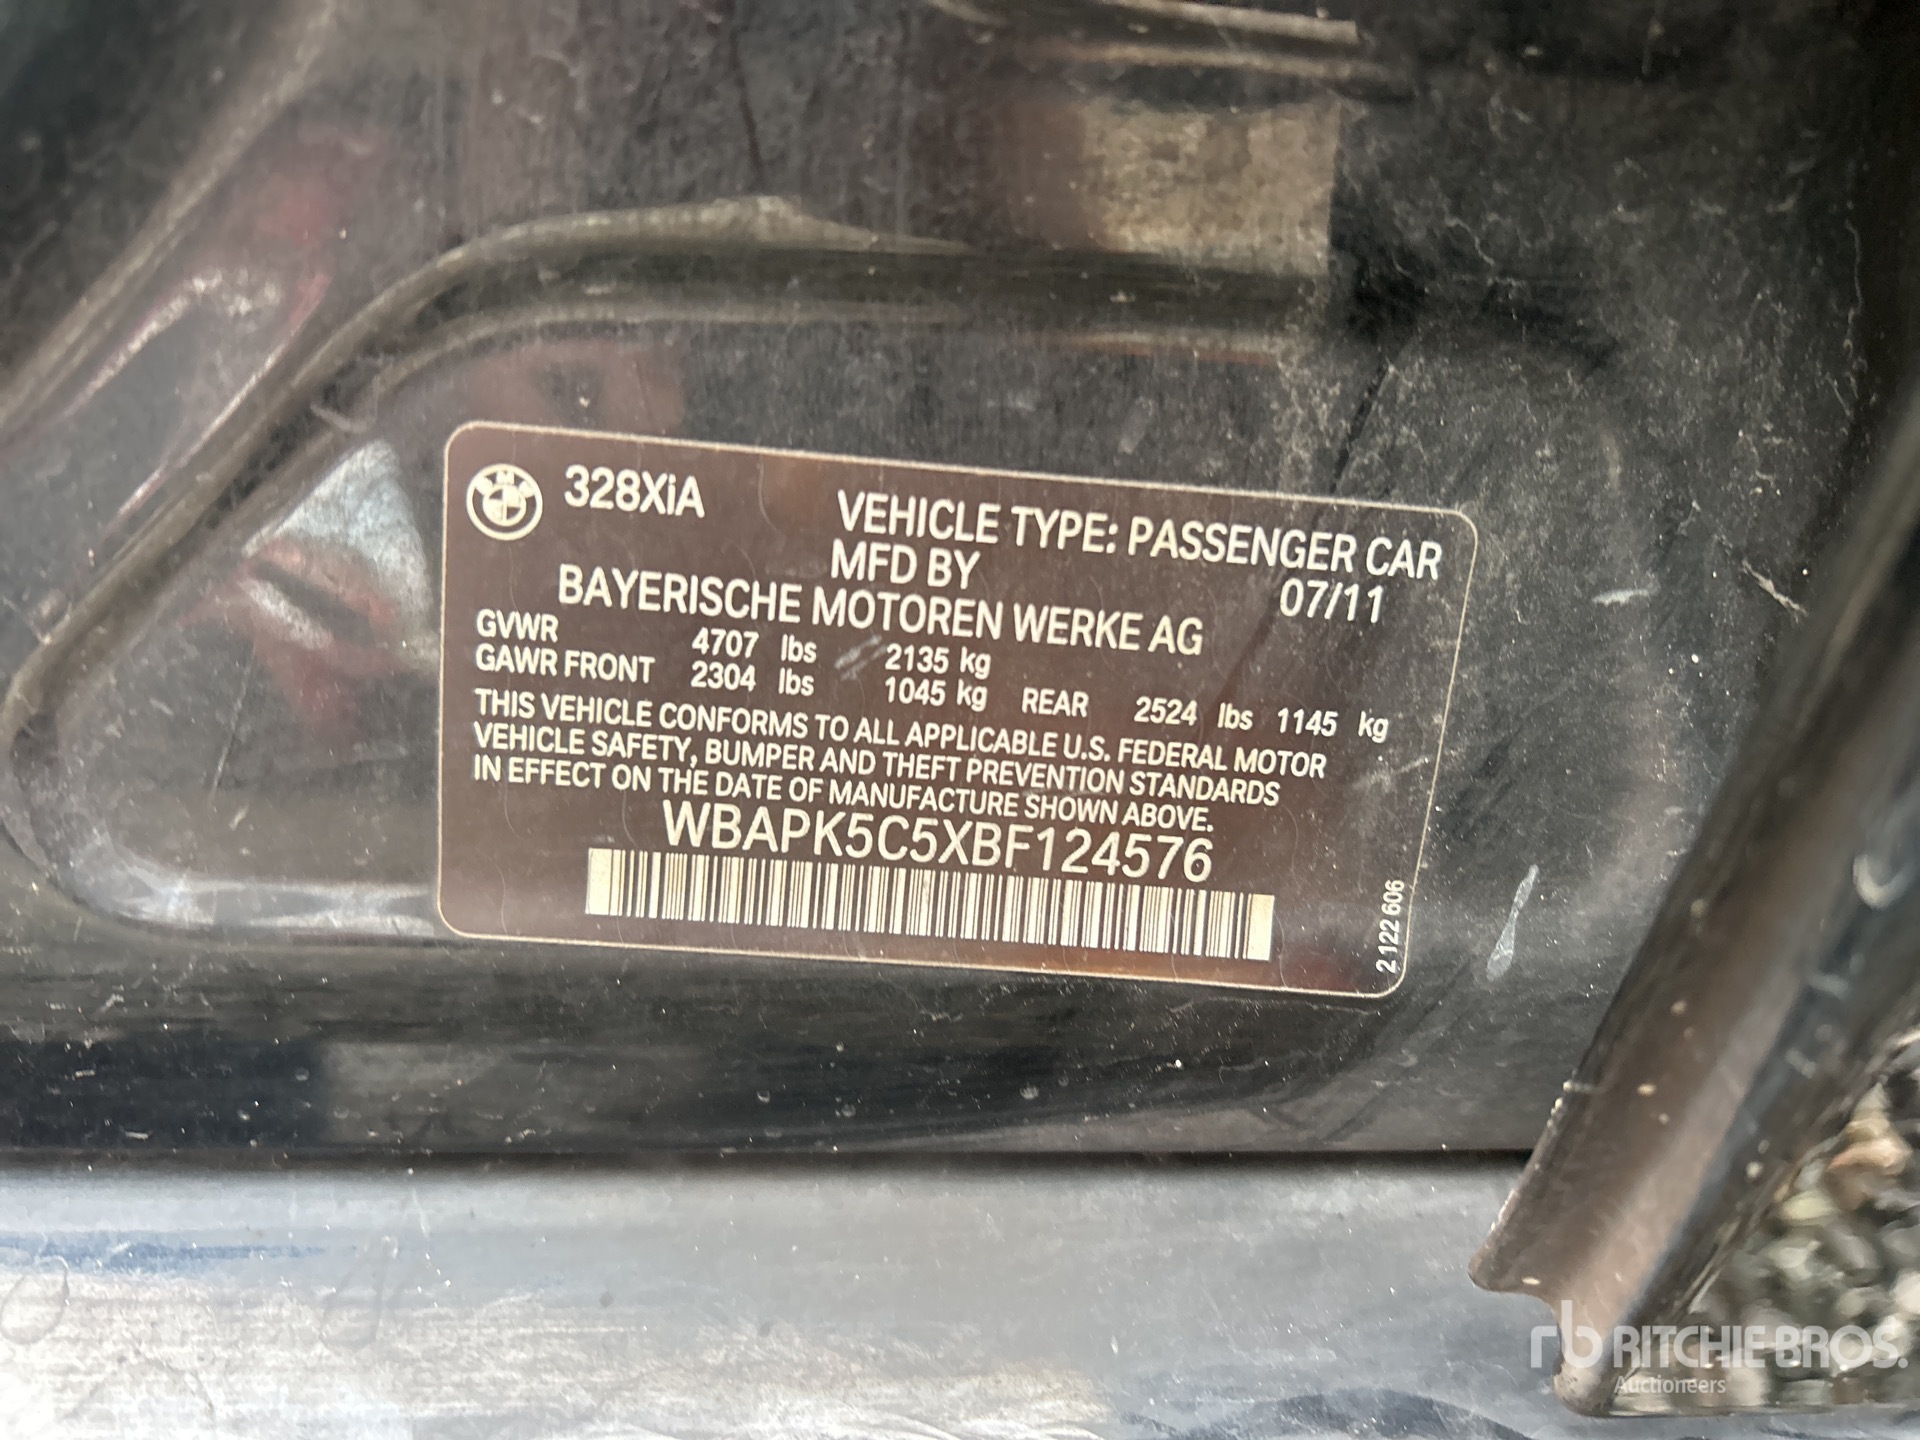 328XiA
VEHICLE TYPE: PASSENGER CAR
MFD BY
07/11
BAYERISCHE MOTOREN WERKE AG
GVWR 4707 lbs 2135 kg
GAWR FRONT 2304 lbs 1045 kg REAR 2524 lbs 1145 kg
THIS VEHICLE CONFORMS TO ALL APPLICABLE U.S. FEDERAL MOTOR
VEHICLE SAFETY, BUMPER AND THEFT PREVENTION STANDARDS
IN EFFECT ON THE DATE OF MANUFACTURE SHOWN ABOVE.
WBAPK5C5XBF124576
2 122 606
rb RITCHIE BROS.
Auctioneers